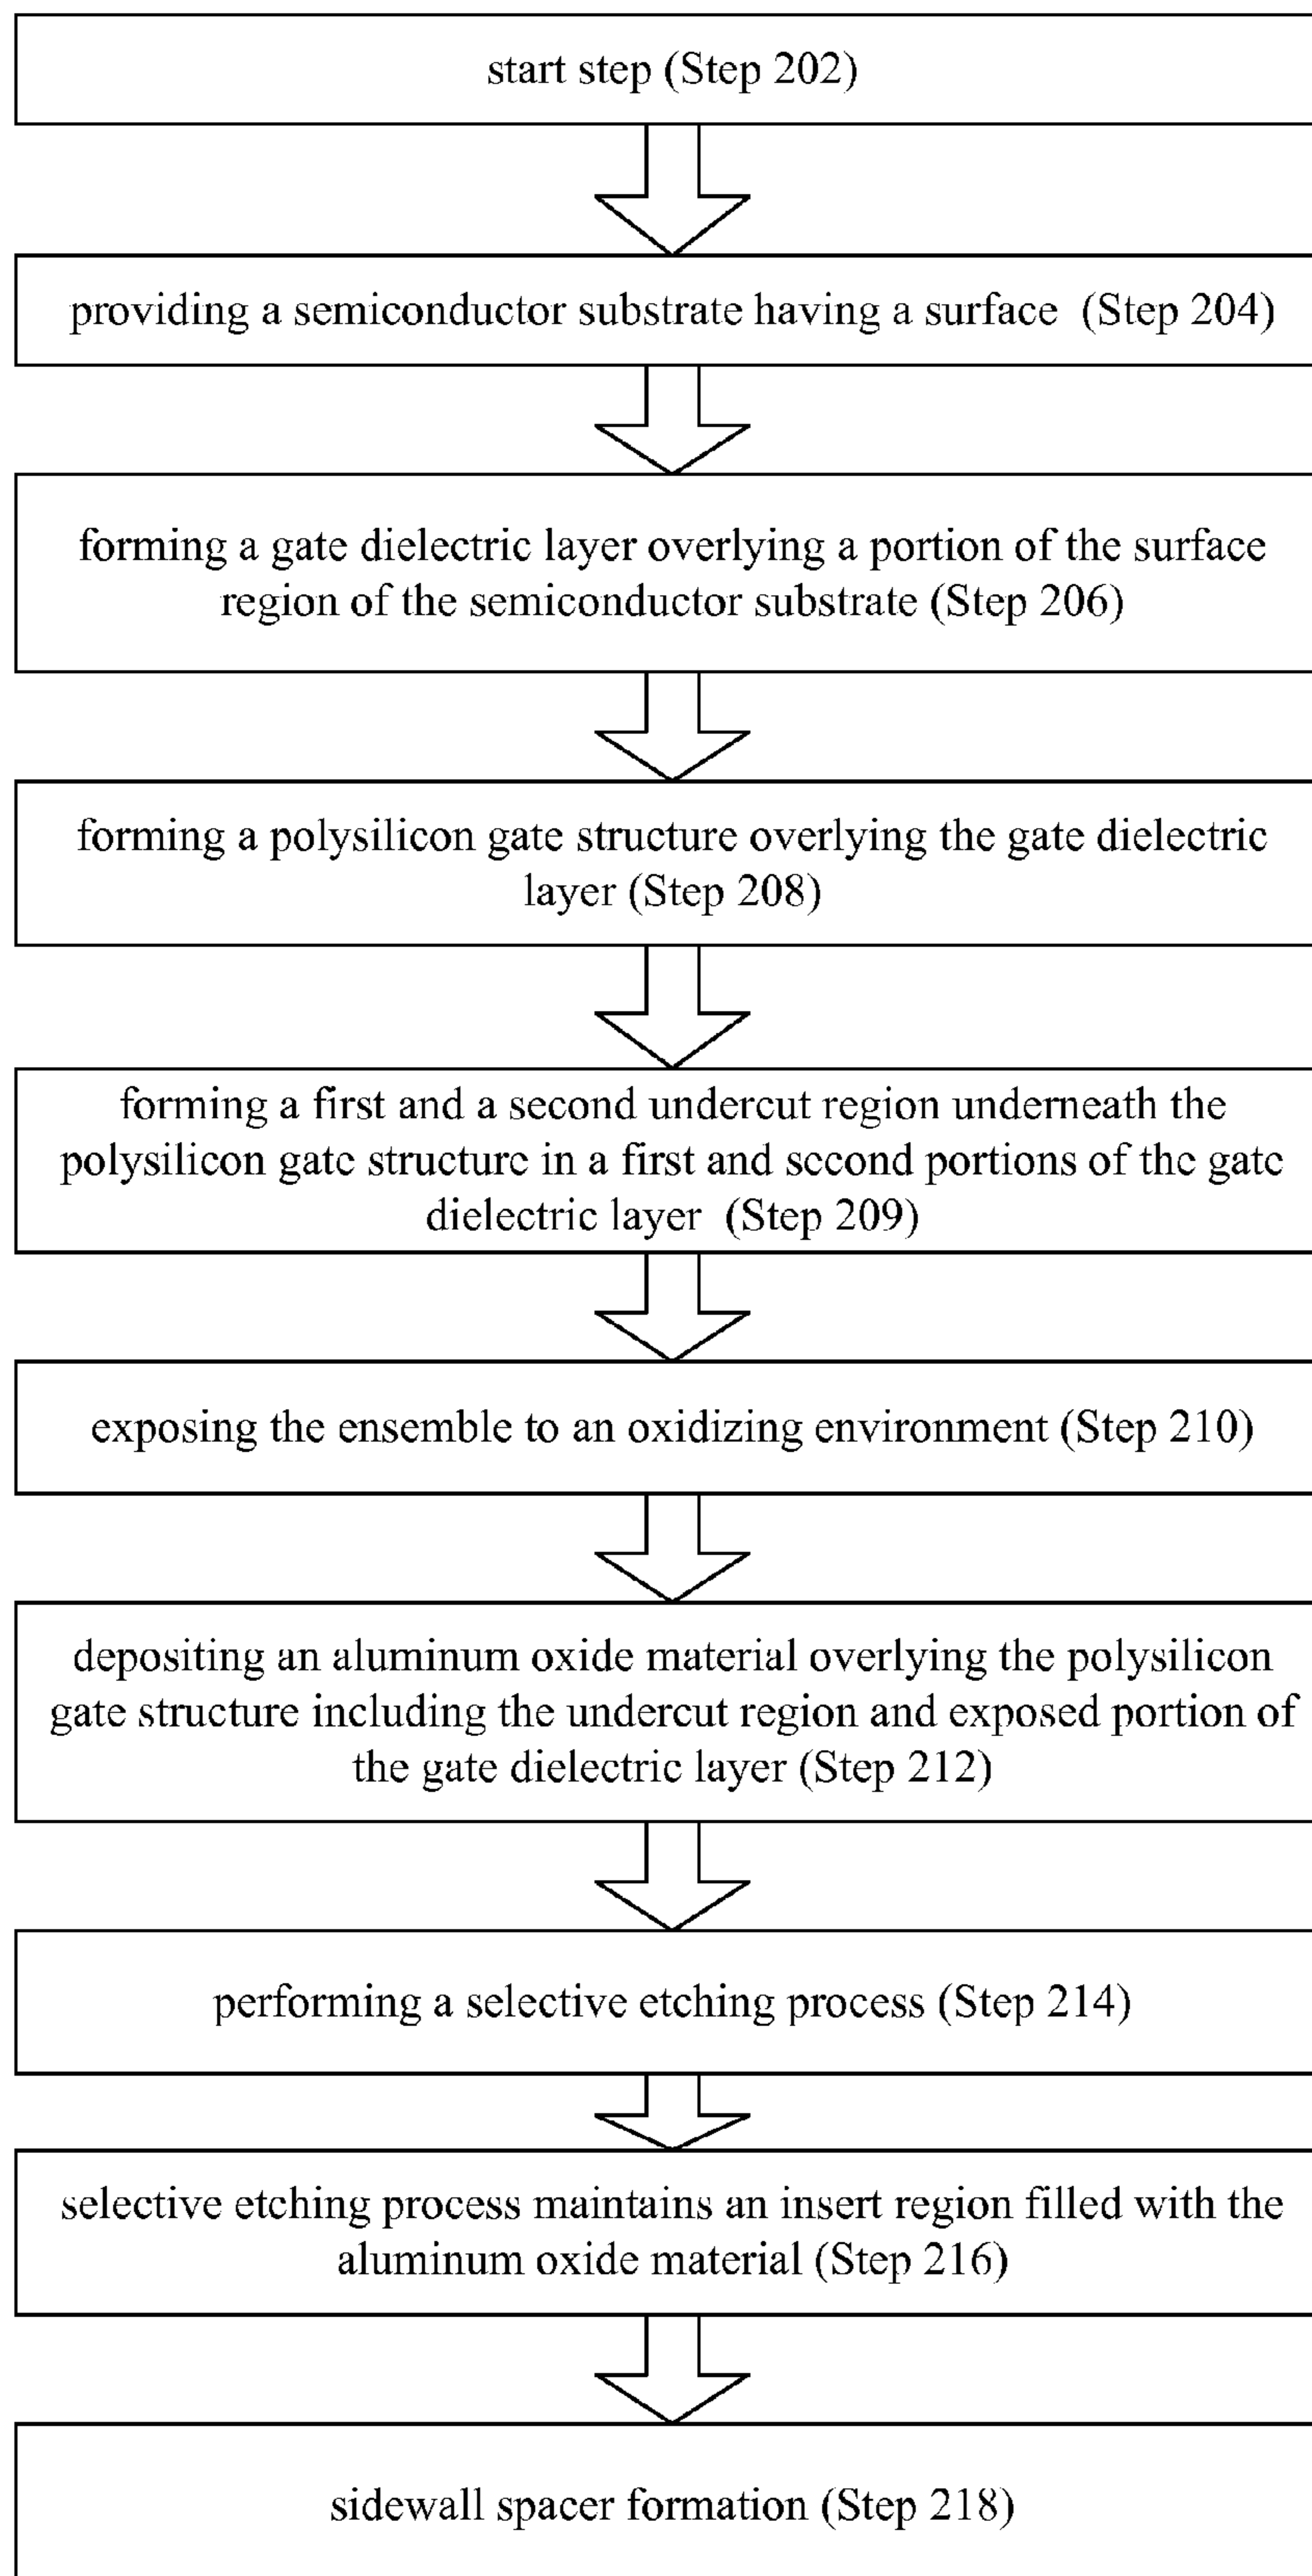 start step (Step 202)
providing a semiconductor substrate having a surface (Step 204)
forming a gate dielectric layer overlying a portion of the surface
region of the semiconductor substrate (Step 206)
forming a polysilicon gate structure overlying the gate dielectric
layer (Step 208)
forming a first and a second undercut region underneath the
polysilicon gate structure in a first and second portions of the gate
dielectric layer (Step 209)
exposing the ensemble to an oxidizing environment (Step 210)
depositing an aluminum oxide material overlying the polysilicon
gate structure including the undercut region and exposed portion of
the gate dielectric layer (Step 212)
performing a selective etching process (Step 214)
selective etching process maintains an insert region filled with the
aluminum oxide material (Step 216)
sidewall spacer formation (Step 218)